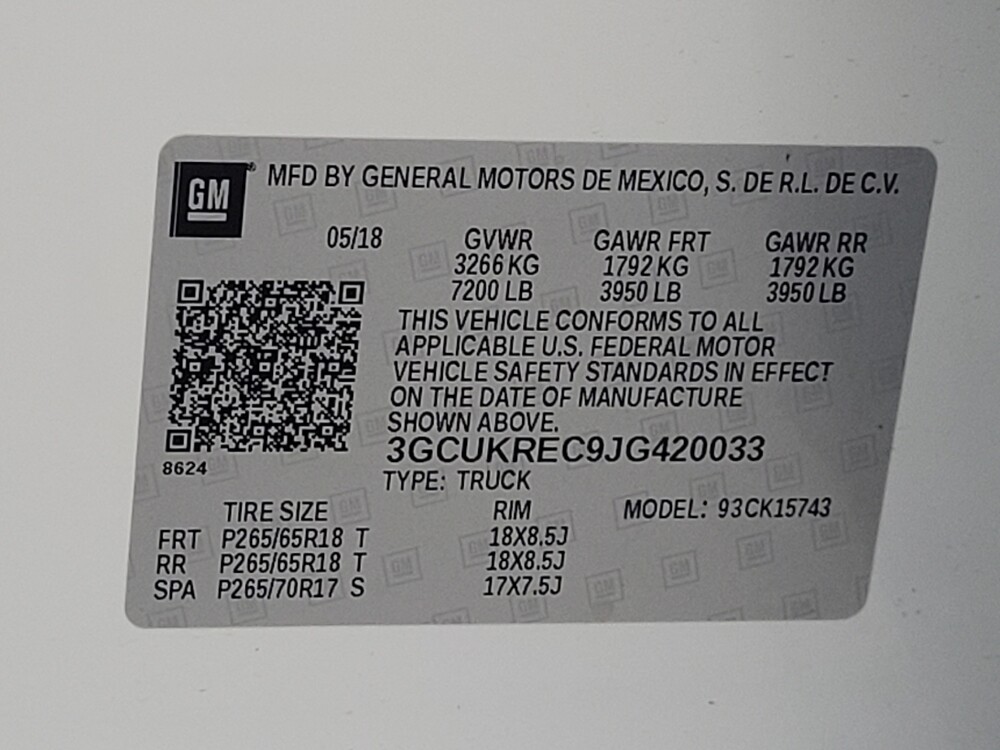 GM MFD BY GENERAL MOTORS DE MEXICO, S. DE R.L. DE C.V.
05/18 GVWR GAWR FRT GAWR RR
3266 KG 1792 KG 1792 KG
7200 LB 3950 LB 3950 LB
THIS VEHICLE CONFORMS TO ALL
APPLICABLE U.S. FEDERAL MOTOR
VEHICLE SAFETY STANDARDS IN EFFECT
ON THE DATE OF MANUFACTURE
SHOWN ABOVE.
3GCUKREC9JG420033
8624
TYPE: TRUCK
TIRE SIZE RIM MODEL: 93CK15743
FRT P265/65R18 T 18X8.5J
RR P265/65R18 T 18X8.5J
SPA P265/70R17 S 17X7.5J